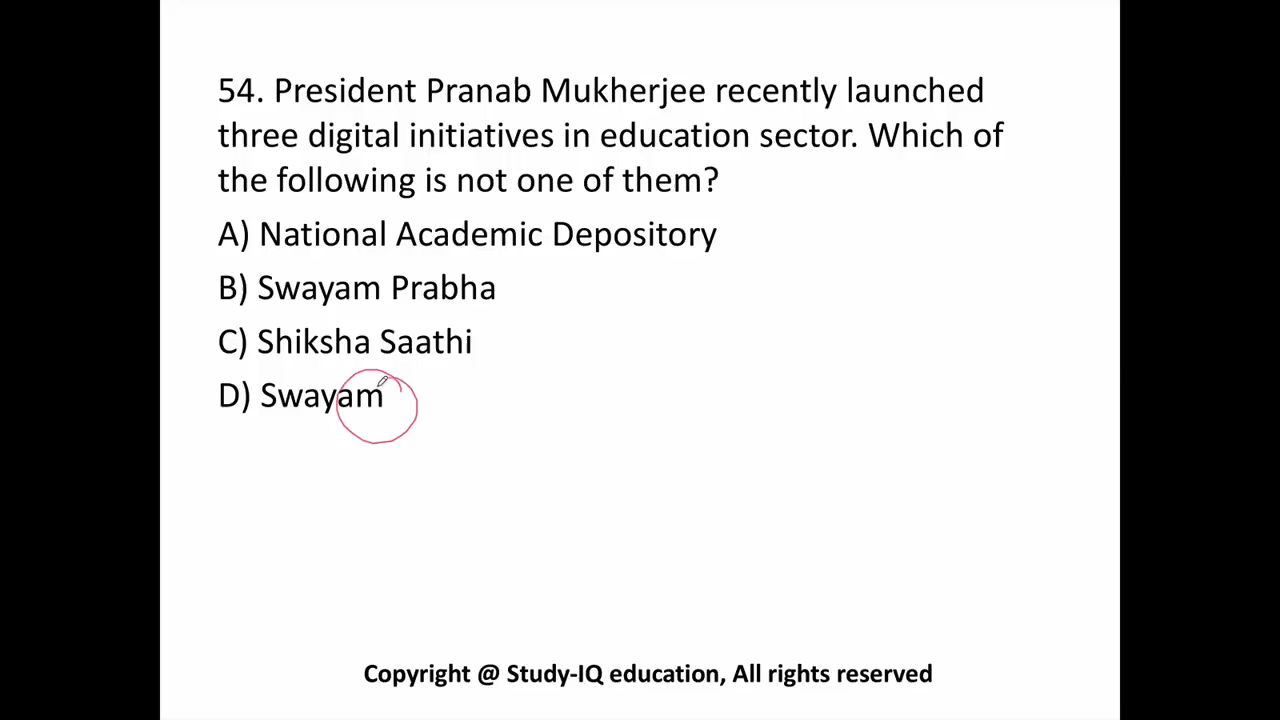 54. President Pranab Mukherjee recently launched
three digital initiatives in education sector. Which of
the following is not one of them?
A) National Academic Depository
B) Swayam Prabha
C) Shiksha Saathi
D) Swayam
Copyright @ Study-IQ education, All rights reserved